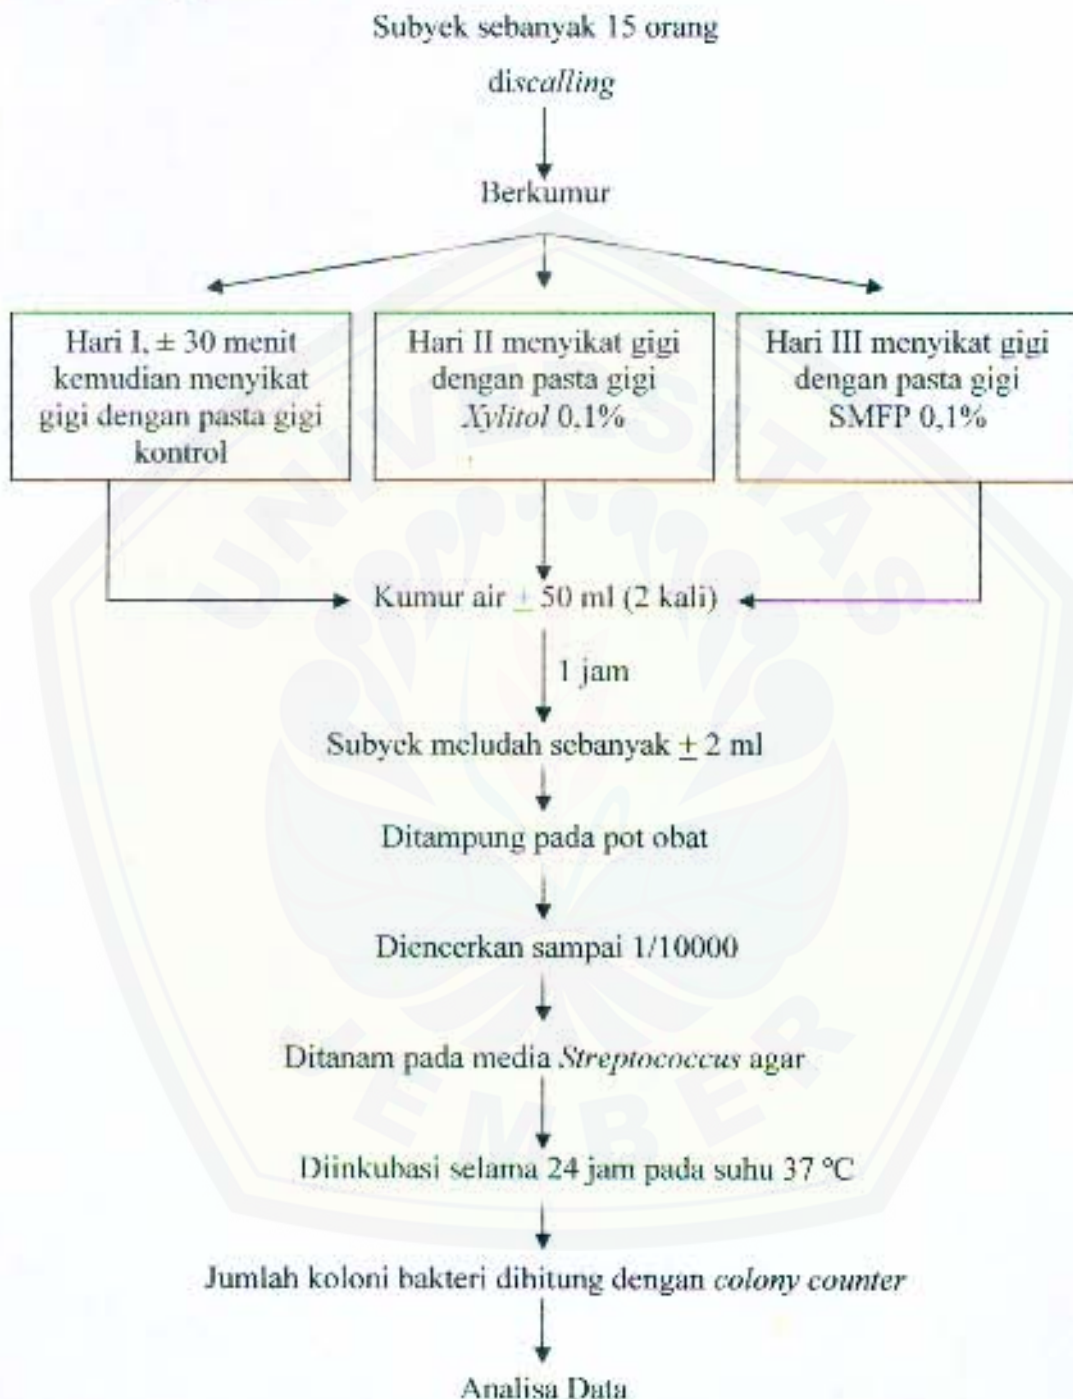 Subyek sebanyak 15 orang
discalling
Berkumur
Hari I, ± 30 menit
kemudian menyikat
gigi dengan pasta gigi
kontrol
Hari II menyikat gigi
dengan pasta gigi
Xylitol 0,1%
Hari III menyikat gigi
dengan pasta gigi
SMFP 0,1%
Kumur air ± 50 ml (2 kali)
1 jam
Subyek meludah sebanyak ± 2 ml
Ditampung pada pot obat
Diencerkan sampai 1/10000
Ditanam pada media Streptococcus agar
Diinkubasi selama 24 jam pada suhu 37 °C
Jumlah koloni bakteri dihitung dengan colony counter
Analisa Data
UNIVERSITAS
JEMBER